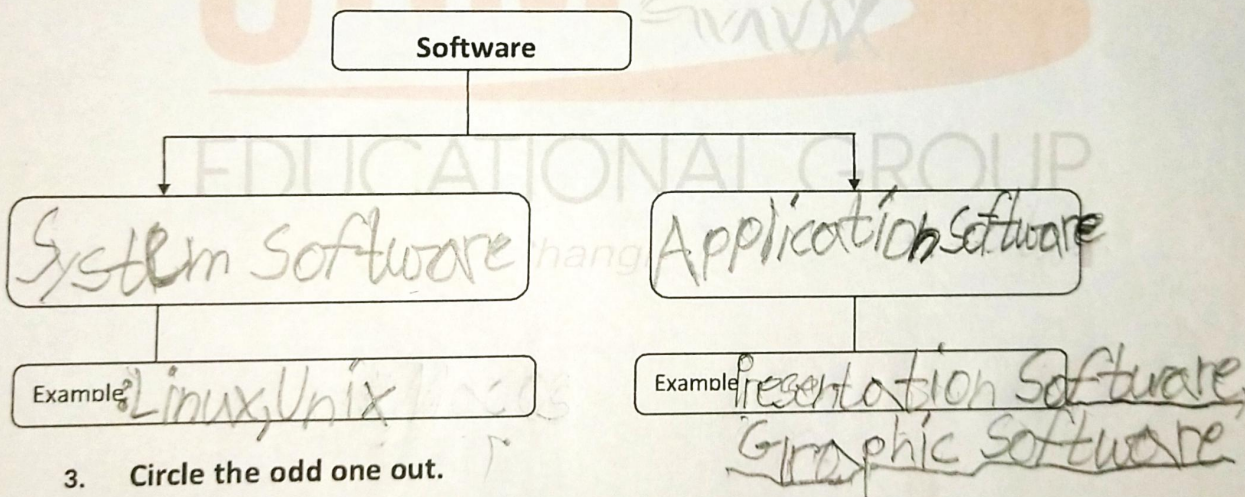 Software
EDUCATIONAL GROUP
System Software
Application Software
Example: Linux, Unix
Example Presentation Software,
Graphic Software
3. Circle the odd one out.